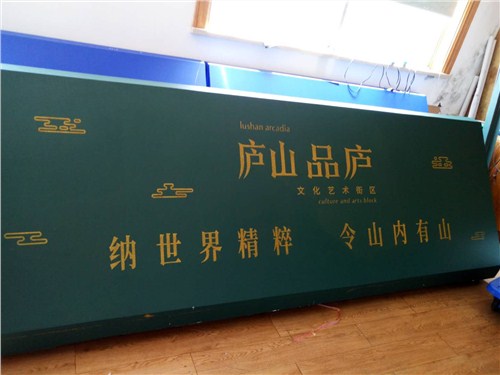 lushan arcadia
庐山品庐
文化艺术街区
culture and arts block
纳世界精粹 令山内有山